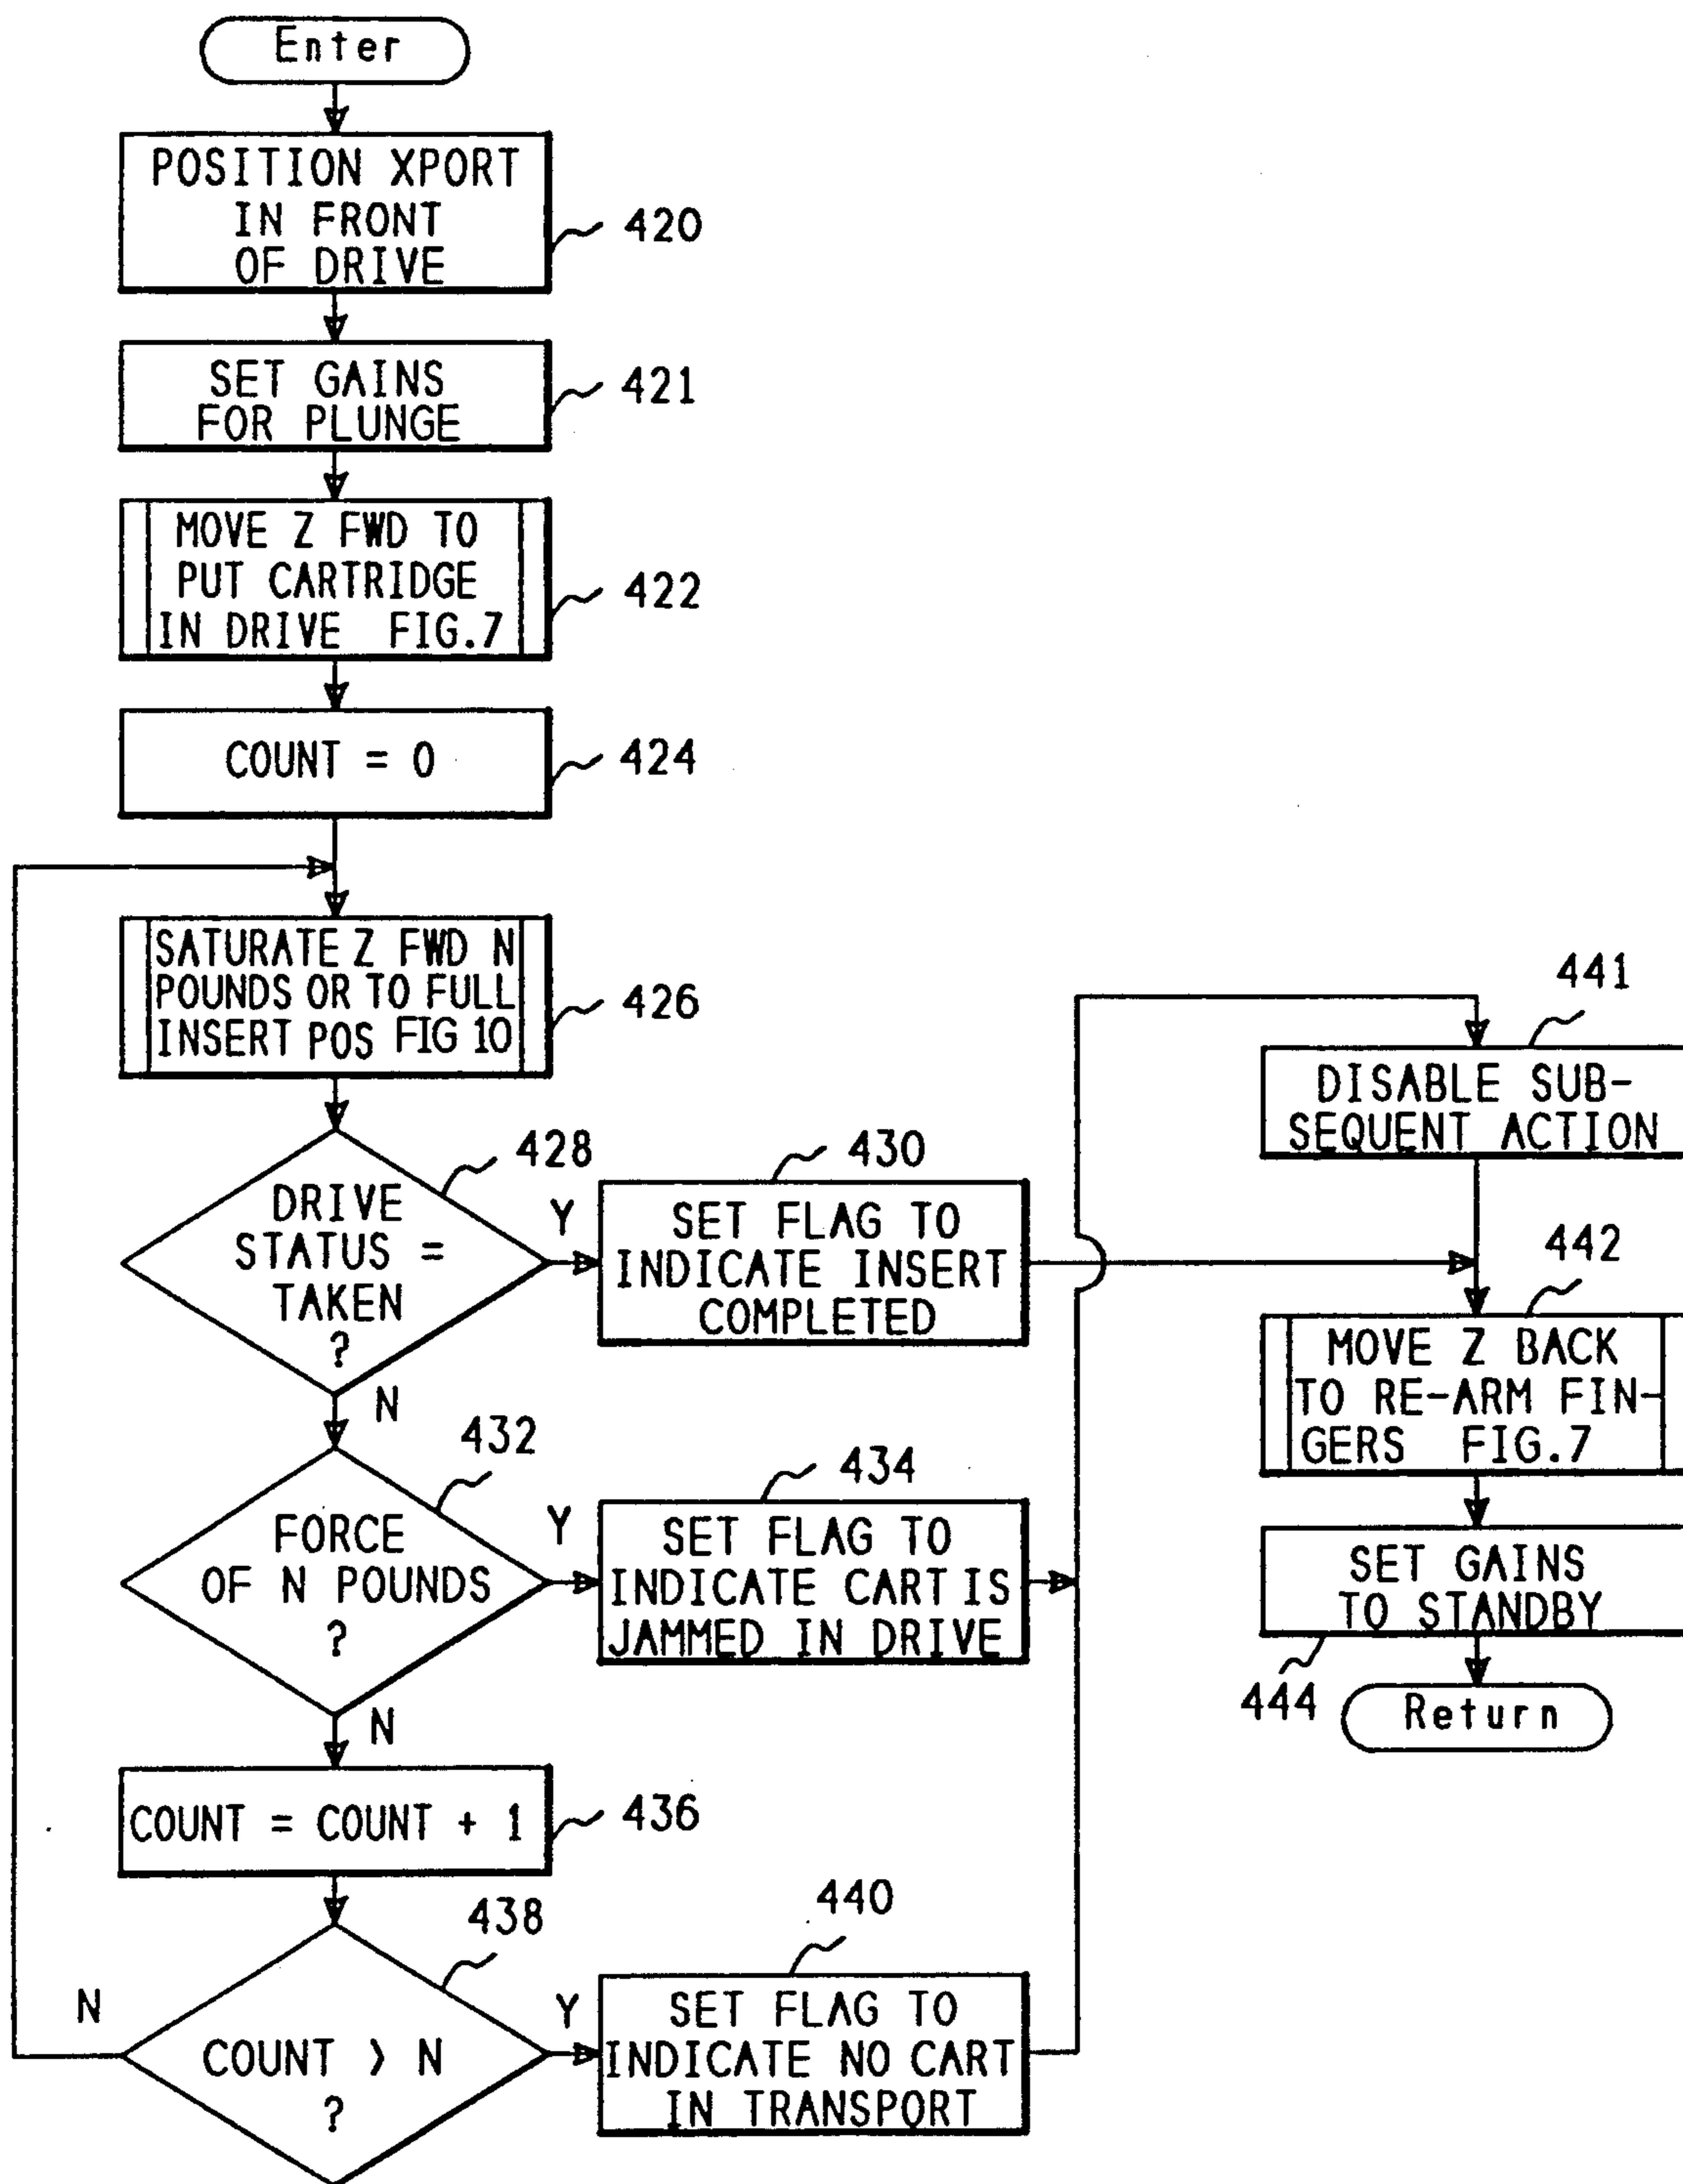 Enter
POSITION XPORT
IN FRONT
OF DRIVE
420
SET GAINS
FOR PLUNGE
421
MOVE Z FWD TO
PUT CARTRIDGE
IN DRIVE FIG.7
422
COUNT = 0
424
SATURATE Z FWD N
POUNDS OR TO FULL
INSERT POS FIG 10
426
DRIVE
STATUS =
TAKEN
?
428
Y
N
SET FLAG TO
INDICATE INSERT
COMPLETED
430
FORCE
OF N POUNDS
?
432
Y
N
SET FLAG TO
INDICATE CART IS
JAMMED IN DRIVE
434
COUNT = COUNT + 1
436
COUNT > N
?
438
N
Y
SET FLAG TO
INDICATE NO CART
IN TRANSPORT
440
441
DISABLE SUB-
SEQUENT ACTION
442
MOVE Z BACK
TO RE-ARM FIN-
GERS FIG.7
SET GAINS
TO STANDBY
444
Return